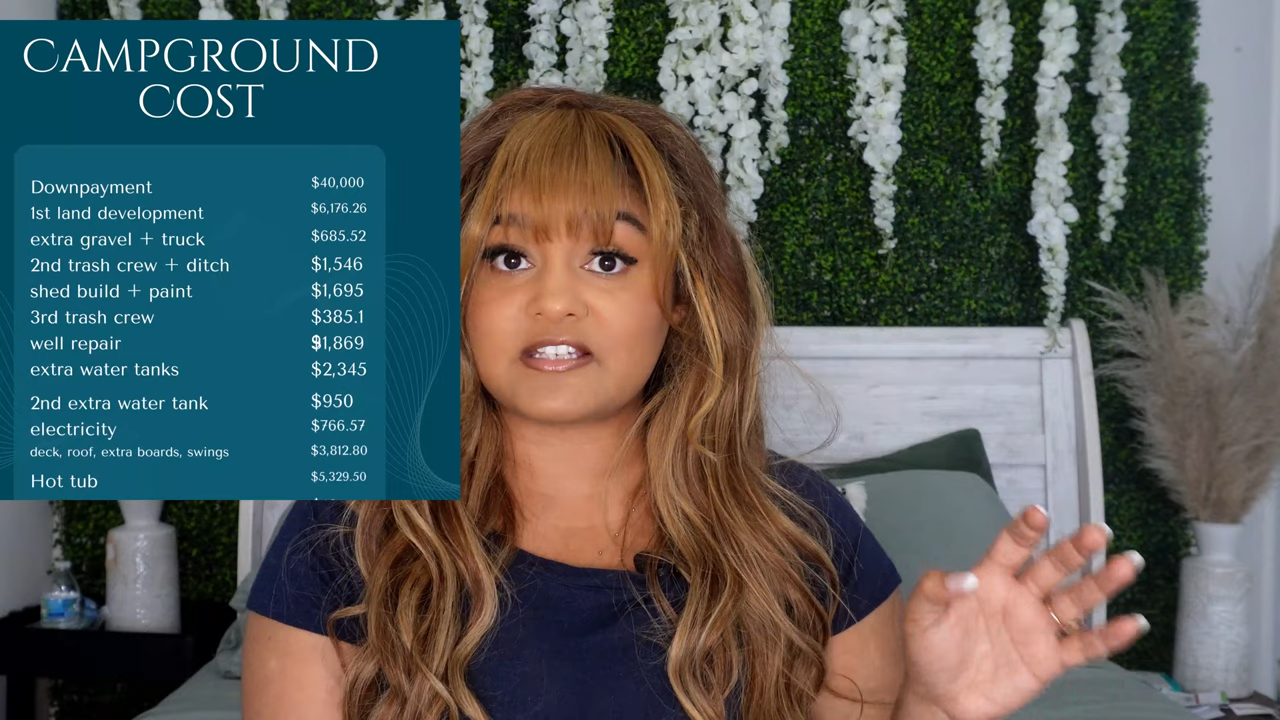 CAMPGROUND
COST
Downpayment $40,000
1st land development $6,176.26
extra gravel + truck $685.52
2nd trash crew + ditch $1,546
shed build + paint $1,695
3rd trash crew $385.1
well repair $1,869
extra water tanks $2,345
2nd extra water tank $950
electricity $766.57
deck, roof, extra boards, swings $3,812.80
Hot tub $5,329.50